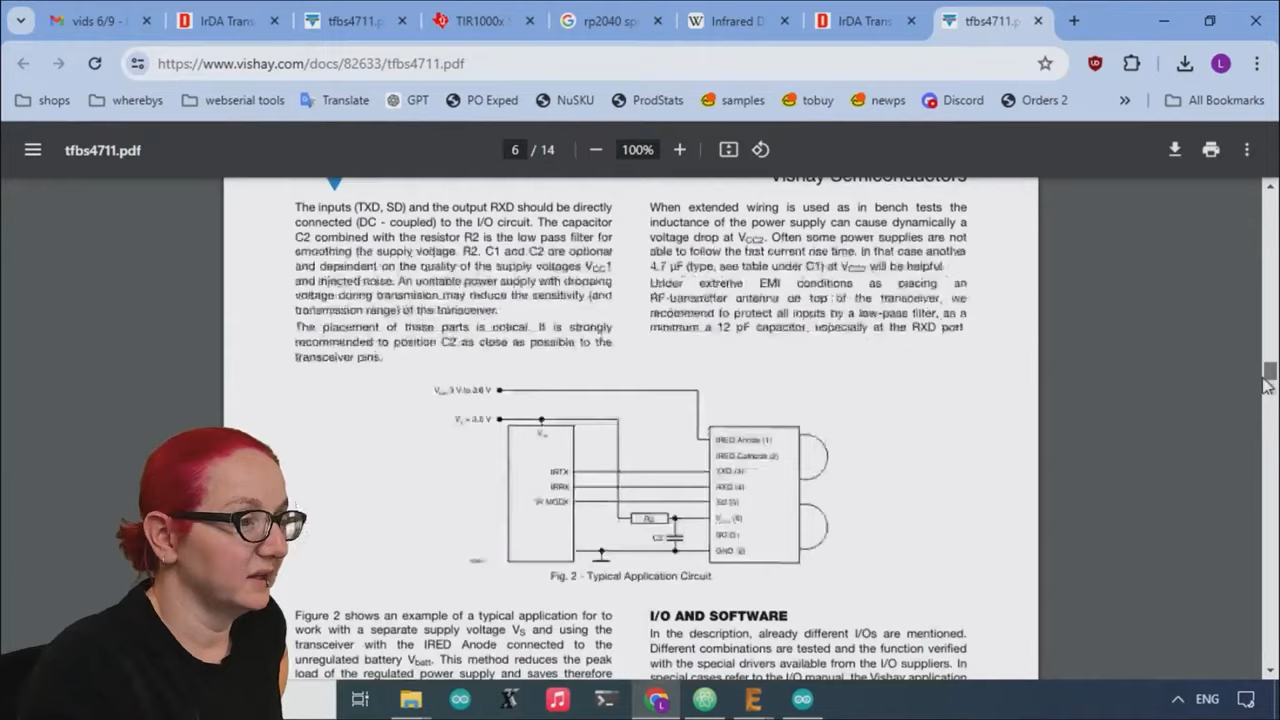 vids 6/9 -
IrDA Trans
tfbs4711.p
TIR1000x S
rp2040 sp
Infrared D
IrDA Trans
tfbs4711.p
https://www.vishay.com/docs/82633/tfbs4711.pdf
shops
wherebys
webserial tools
Translate
GPT
PO Exped
NuSKU
ProdStats
samples
tobuy
newps
Discord
Orders 2
All Bookmarks
tfbs4711.pdf
6 / 14
100%
Vishay Semiconductors
The inputs (TXD, SD) and the output RXD should be directly
connected (DC - coupled) to the I/O circuit. The capacitor
C2 combined with the resistor R2 is the low pass filter for
smoothing the supply voltage. R2, C1 and C2 are optional
and dependent on the quality of the supply voltages VCC1
and injected noise. An unstable power supply with dropping
voltage during transmission may reduce the sensitivity (and
transmission range) of the transceiver.
The placement of these parts is critical. It is strongly
recommended to position C2 as close as possible to the
transceiver pins.
When extended wiring is used as in bench tests the
inductance of the power supply can cause dynamically a
voltage drop at VCC2. Often some power supplies are not
able to follow the fast current rise time. In that case another
4.7 µF (type, see table under C1) at will be helpful.
Under extreme EMI conditions as placing an
RF-transmitter antenna on top of the transceiver, we
recommend to protect all inputs by a low-pass filter, as a
minimum a 12 pF capacitor, especially at the RXD port.
IRED Anode (1)
IRED Cathode (2)
IRTX
TXD (3)
IRRX
RXD (4)
IR MODE
R2
C2
Fig. 2 - Typical Application Circuit
Figure 2 shows an example of a typical application for to
work with a separate supply voltage VS and using the
transceiver with the IRED Anode connected to the
unregulated battery Vbatt. This method reduces the peak
load of the regulated power supply and saves therefore
I/O AND SOFTWARE
In the description, already different I/Os are mentioned.
Different combinations are tested and the function verified
with the special drivers available from the I/O suppliers. In
special cases refer to the I/O manual, the Vishay application
ENG